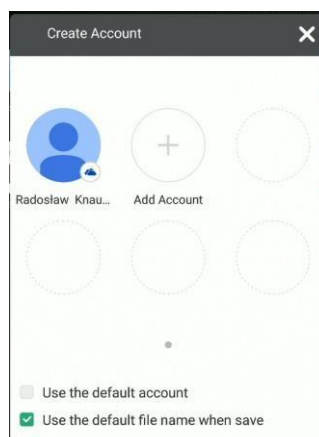 Create Account
Radosław Knau... Add Account
Use the default account
Use the default file name when save